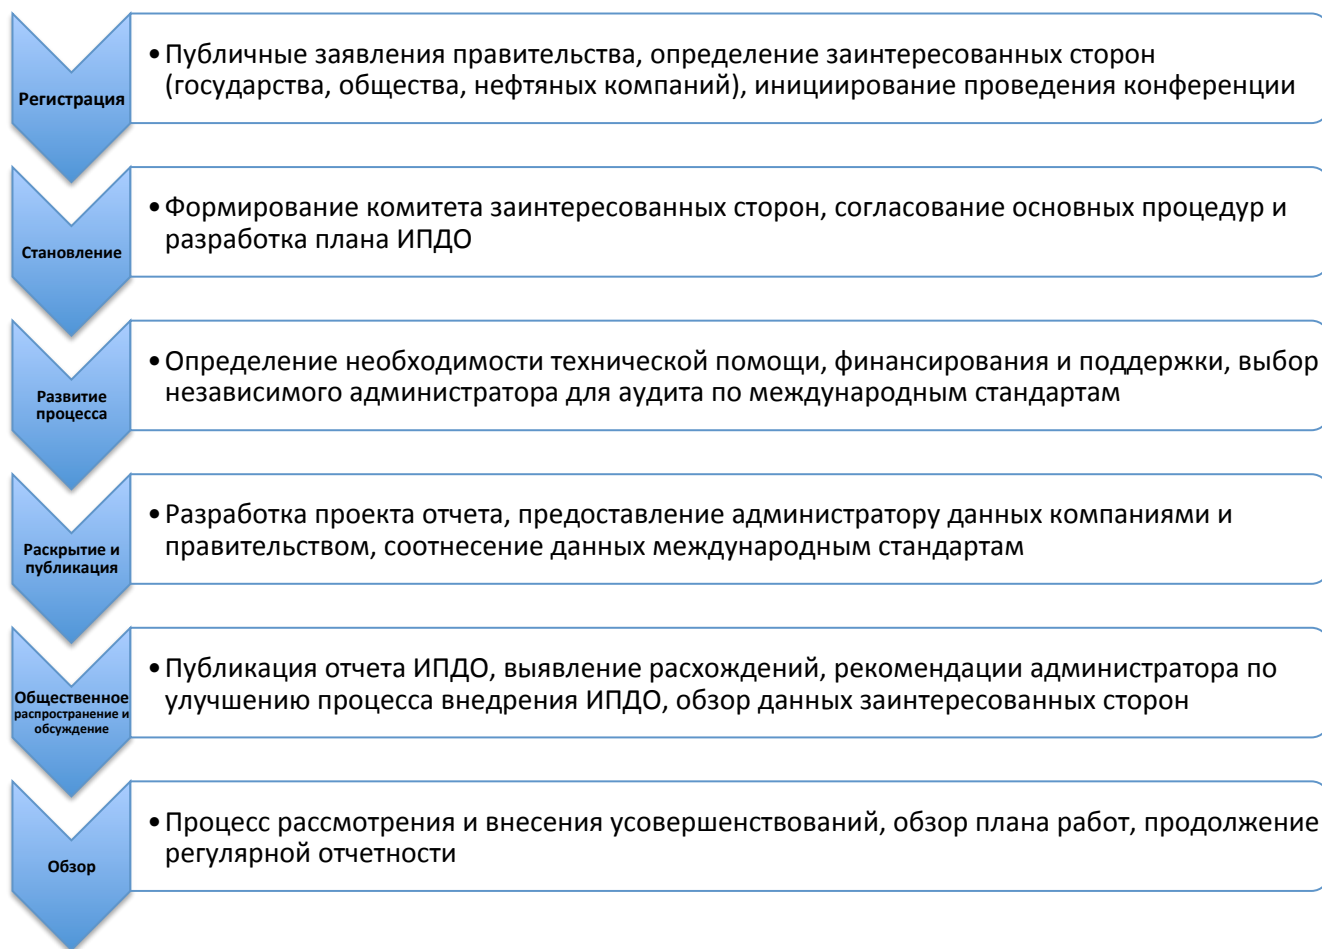 Регистрация
• Публичные заявления правительства, определение заинтересованных сторон
(государства, общества, нефтяных компаний), инициирование проведения конференции
Становление
• Формирование комитета заинтересованных сторон, согласование основных процедур и
разработка плана ИПДО
Развитие
процесса
• Определение необходимости технической помощи, финансирования и поддержки, выбор
независимого администратора для аудита по международным стандартам
Раскрытие и
публикация
• Разработка проекта отчета, предоставление администратору данных компаниями и
правительством, соотнесение данных международным стандартам
Общественное
распространение и
обсуждение
• Публикация отчета ИПДО, выявление расхождений, рекомендации администратора по
улучшению процесса внедрения ИПДО, обзор данных заинтересованных сторон
Обзор
• Процесс рассмотрения и внесения усовершенствований, обзор плана работ, продолжение
регулярной отчетности